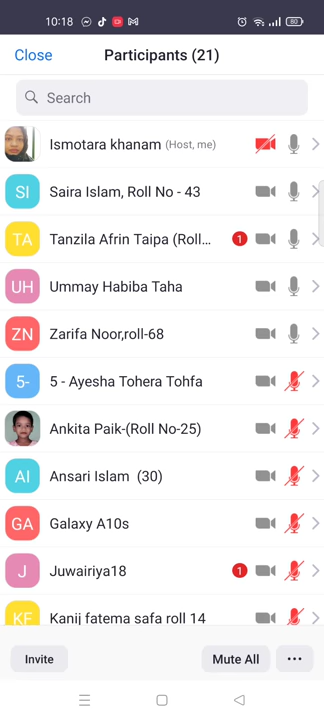 10:18
80
Close
Participants (21)
Search
Ismotara khanam (Host, me)
SI Saira Islam, Roll No - 43
TA Tanzila Afrin Taipa (Roll... 1
UH Ummay Habiba Taha
ZN Zarifa Noor,roll-68
5- 5 - Ayesha Tohera Tohfa
Ankita Paik-(Roll No-25)
AI Ansari Islam (30)
GA Galaxy A10s
J Juwairiya18 1
KF Kanij fatema safa roll 14
Invite
Mute All
...